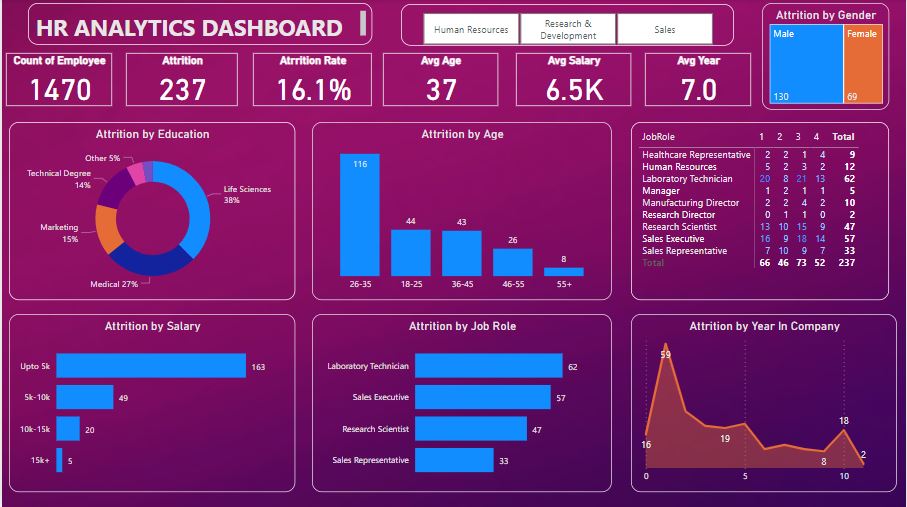 HR ANALYTICS DASHBOARD
Human Resources
Research &
Development
Sales
Attrition by Gender
Male
Female
130
69
Count of Employee
1470
Attrition
237
Atrrition Rate
16.1%
Avg Age
37
Avg Salary
6.5K
Avg Year
7.0
Attrition by Education
Other 5%
Technical Degree
14%
Life Sciences
38%
Marketing
15%
Medical 27%
Attrition by Age
116
44
43
26
8
26-35 18-25 36-45 46-55 55+
JobRole 1 2 3 4 Total
Healthcare Representative 2 2 1 4 9
Human Resources 5 2 3 2 12
Laboratory Technician 20 8 21 13 62
Manager 1 2 1 1 5
Manufacturing Director 2 2 4 2 10
Research Director 0 1 1 0 2
Research Scientist 13 10 15 9 47
Sales Executive 16 9 18 14 57
Sales Representative 7 10 9 7 33
Total 66 46 73 52 237
Attrition by Salary
Upto 5k 163
5k-10k 49
10k-15k 20
15k+ 5
Attrition by Job Role
Laboratory Technician 62
Sales Executive 57
Research Scientist 47
Sales Representative 33
Attrition by Year In Company
59
16
19
18
8
2
0 5 10